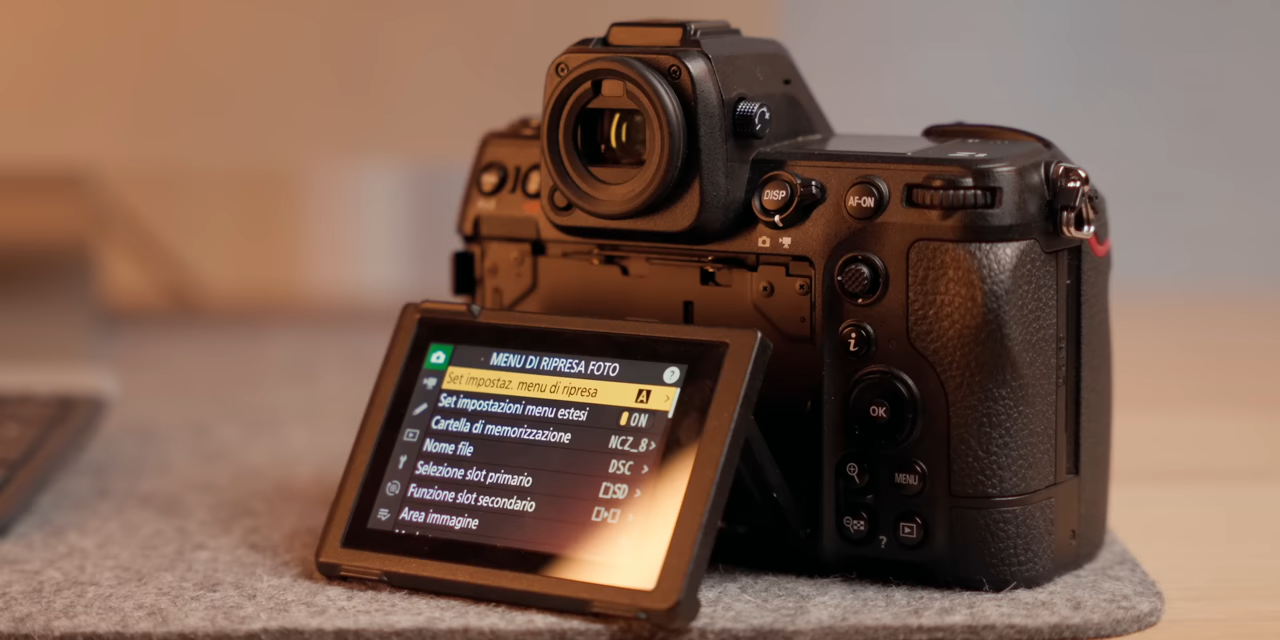 DISP
AF-ON
i
OK
MENU
?
MENU DI RIPRESA FOTO
?
Set impostaz. menu di ripresa A
Set impostazioni menu estesi ON
Cartella di memorizzazione NCZ_8
Nome file DSC
Selezione slot primario SD
Funzione slot secondario
Area immagine